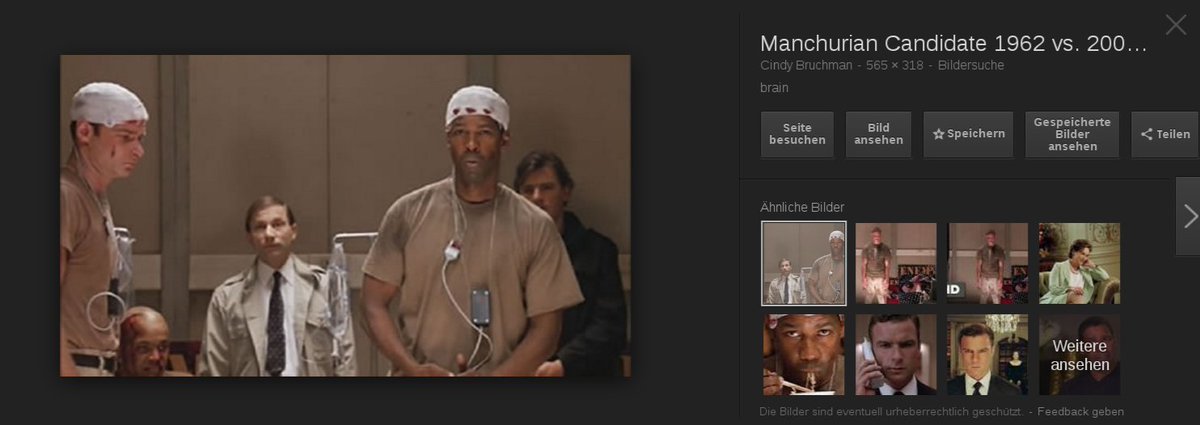 Manchurian Candidate 1962 vs. 200…
Cindy Bruchman - 565 × 318 - Bildersuche
brain
Seite
besuchen
Bild
ansehen
Speichern
Gespeicherte
Bilder
ansehen
Teilen
Ähnliche Bilder
Weitere
ansehen
Die Bilder sind eventuell urheberrechtlich geschützt. - Feedback geben